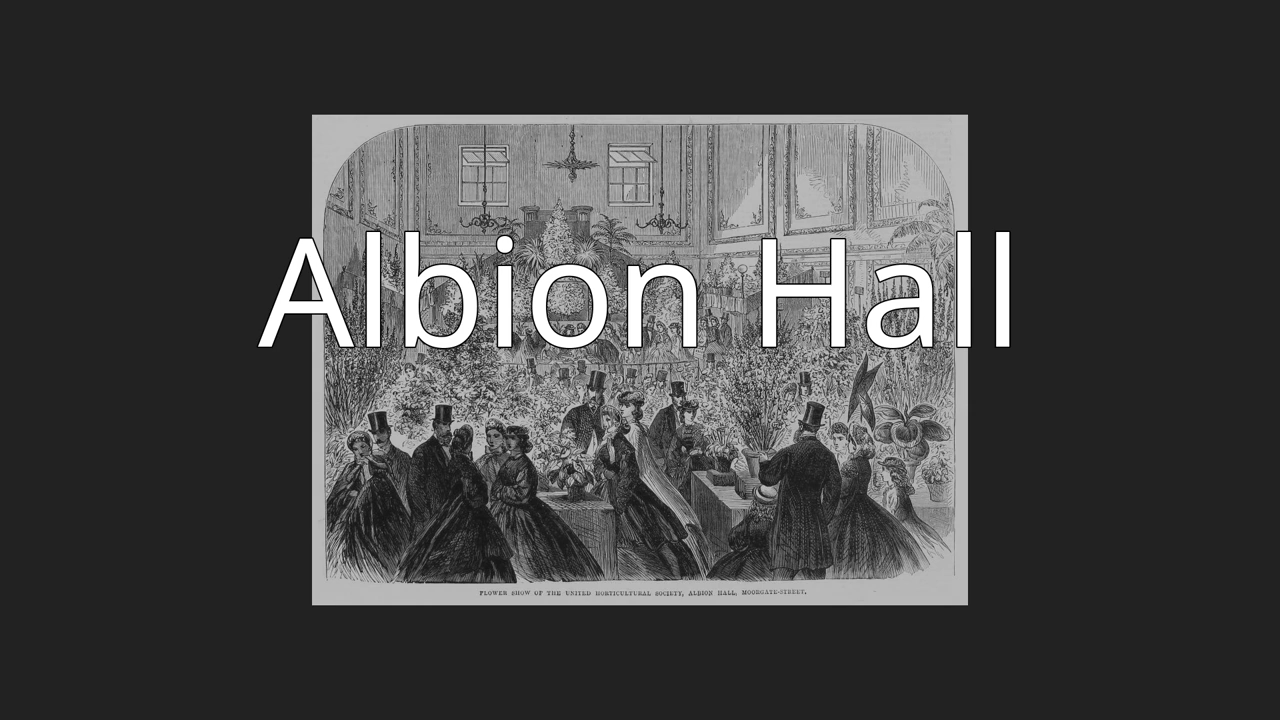 Albion Hall
FLOWER SHOW OF THE UNITED HORTICULTURAL SOCIETY, ALBION HALL, MOORGATE-STREET,